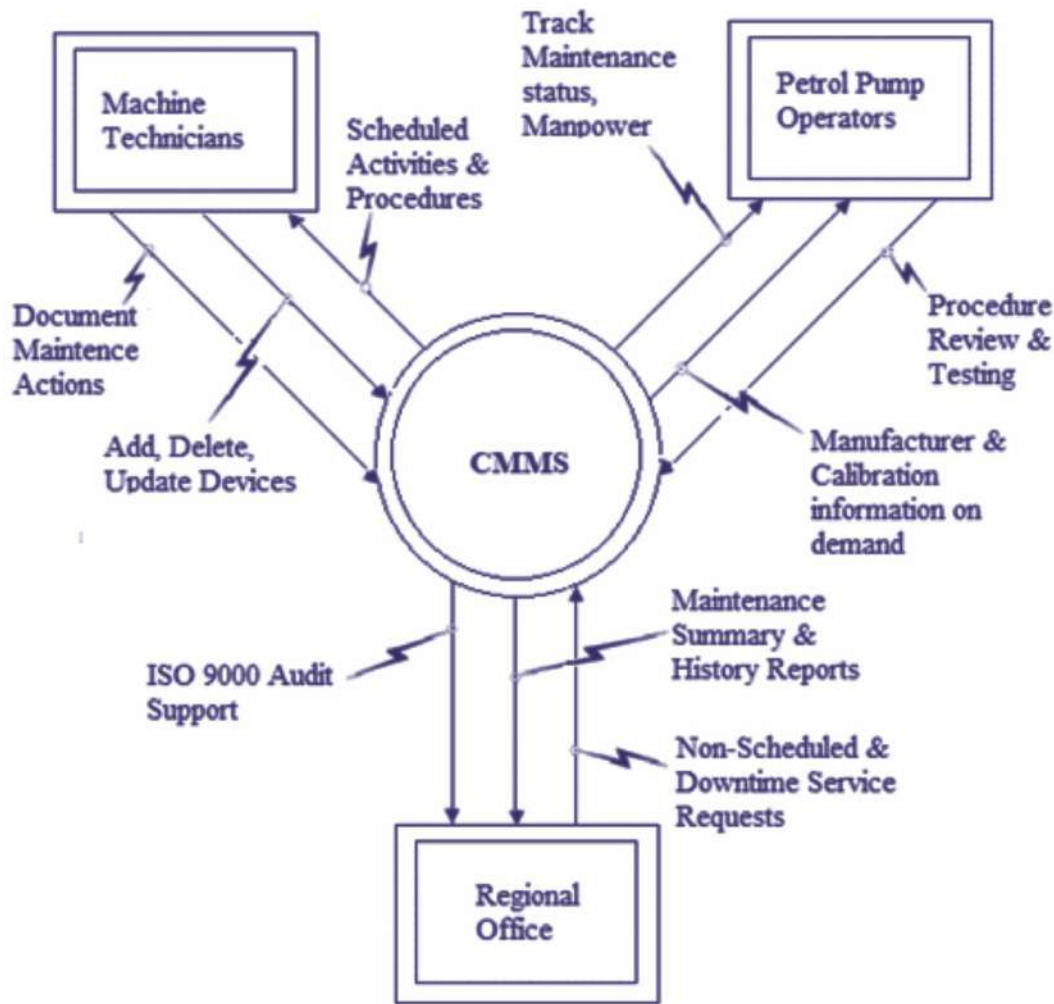 Machine
Technicians
Scheduled
Activities &
Procedures
Track
Maintenance
status,
Manpower
Petrol Pump
Operators
Document
Maintence
Actions
Add, Delete,
Update Devices
CMMS
Procedure
Review &
Testing
Manufacturer &
Calibration
information on
demand
ISO 9000 Audit
Support
Maintenance
Summary &
History Reports
Non-Scheduled &
Downtime Service
Requests
Regional
Office